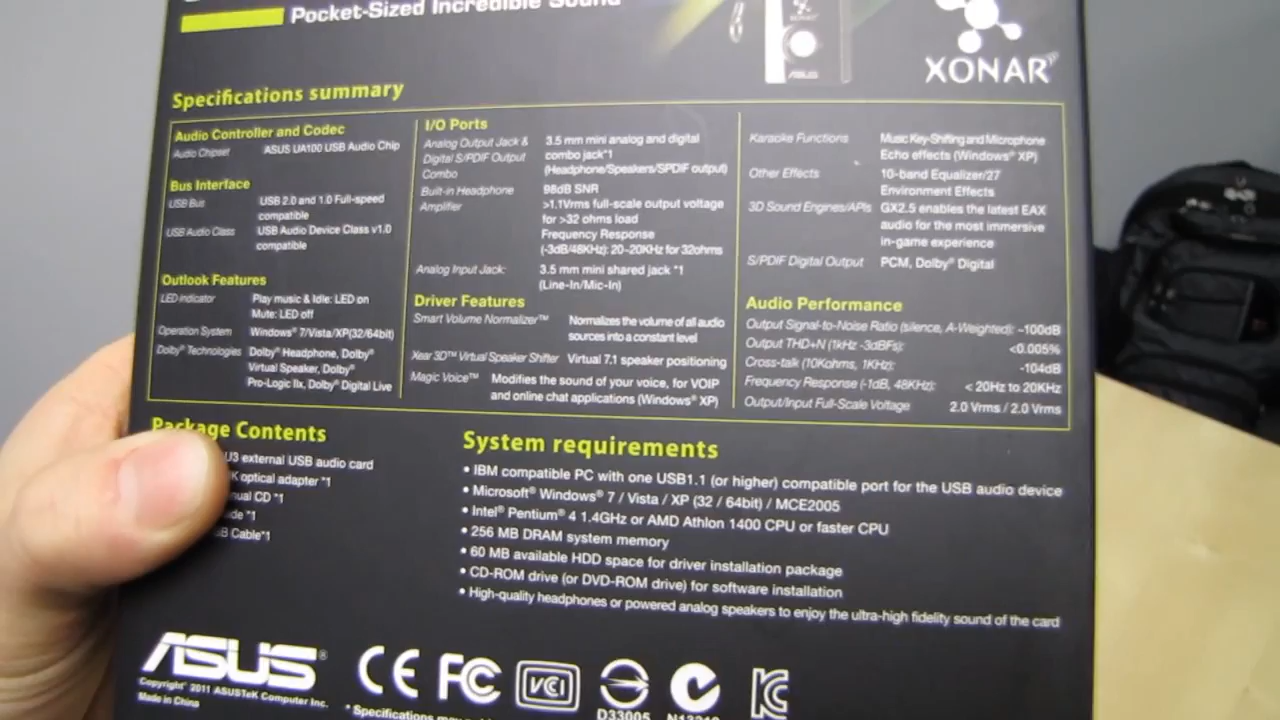 Pocket-Sized Incredible Sound
XONAR
ASUS
XONAR
Specifications summary
Audio Controller and Codec
Audio Chipset ASUS UA100 USB Audio Chip
Bus Interface
USB Bus USB 2.0 and 1.0 Full-speed
compatible
USB Audio Class USB Audio Device Class v1.0
compatible
Outlook Features
LED Indicator Play music & Idle: LED on
Mute: LED off
Operation System Windows® 7/Vista/XP(32/64bit)
Dolby® Technologies Dolby® Headphone, Dolby®
Virtual Speaker, Dolby®
Pro-Logic IIx, Dolby® Digital Live
I/O Ports
Analog Output Jack & 3.5 mm mini analog and digital
Digital S/PDIF Output combo jack*1
Combo (Headphone/Speakers/SPDIF output)
Built-in Headphone 98dB SNR
Amplifier >1.1Vrms full-scale output voltage
for >32 ohms load
Frequency Response
(-3dB/48KHz): 20~20KHz for 32ohms
Analog Input Jack: 3.5 mm mini shared jack *1
(Line-In/Mic-In)
Driver Features
Smart Volume Normalizer™ Normalizes the volume of all audio
sources into a constant level
Xear 3D™ Virtual Speaker Shifter Virtual 7.1 speaker positioning
Magic Voice™ Modifies the sound of your voice, for VOIP
and online chat applications (Windows® XP)
Karaoke Functions Music Key-Shifting and Microphone
Echo effects (Windows® XP)
Other Effects 10-band Equalizer/27
Environment Effects
3D Sound Engines/APIs GX2.5 enables the latest EAX
audio for the most immersive
in-game experience
S/PDIF Digital Output PCM, Dolby® Digital
Audio Performance
Output Signal-to-Noise Ratio (silence, A-Weighted): ~100dB
Output THD+N (1kHz -3dBFs): <0.005%
Cross-talk (10Kohms, 1KHz): -104dB
Frequency Response (-1dB, 48KHz): < 20Hz to 20KHz
Output/Input Full-Scale Voltage 2.0 Vrms / 2.0 Vrms
Package Contents
U3 external USB audio card
K optical adapter *1
nual CD *1
de *1
B Cable*1
System requirements
• IBM compatible PC with one USB1.1 (or higher) compatible port for the USB audio device
• Microsoft® Windows® 7 / Vista / XP (32 / 64bit) / MCE2005
• Intel® Pentium® 4 1.4GHz or AMD Athlon 1400 CPU or faster CPU
• 256 MB DRAM system memory
• 60 MB available HDD space for driver installation package
• CD-ROM drive (or DVD-ROM drive) for software installation
• High-quality headphones or powered analog speakers to enjoy the ultra-high fidelity sound of the card
ASUS®
Copyright® 2011 ASUSTeK Computer Inc.
Made in China
CE FC VCI
D33005
* Specifications